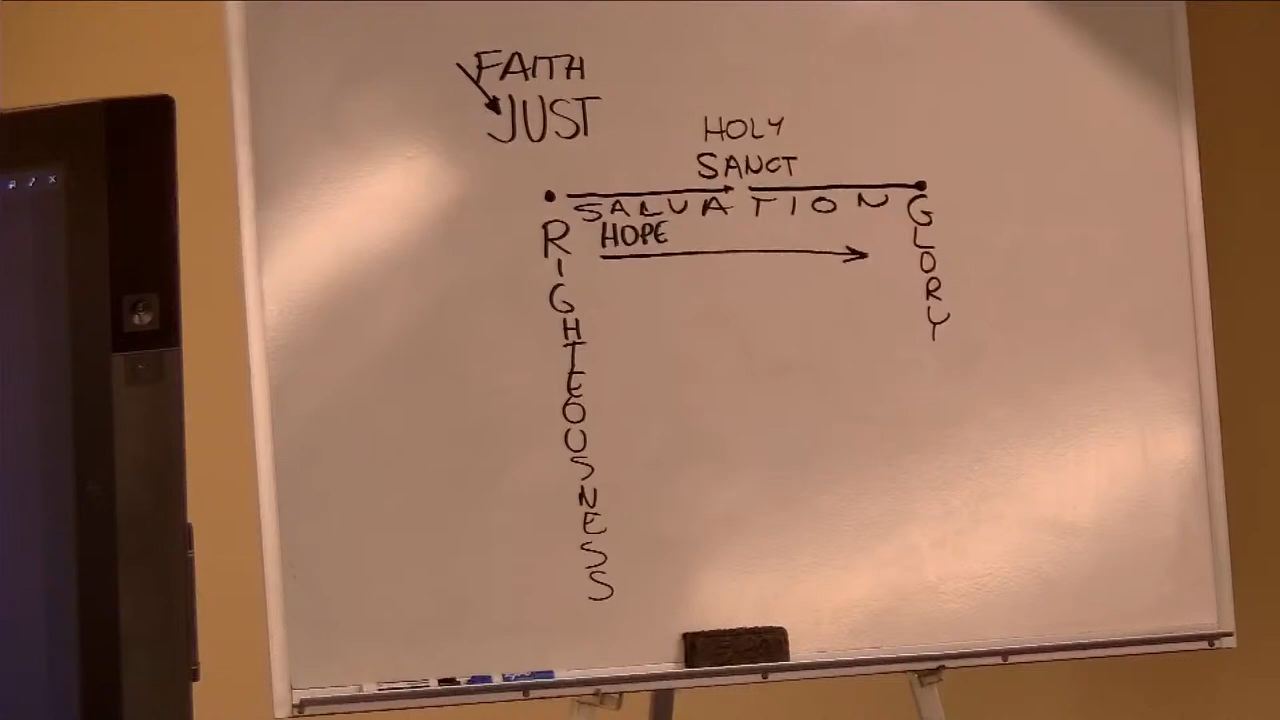 FAITH
JUST
HOLY
SANCT
SALVATION
HOPE
RIGHTEOUSNESS
GLORY